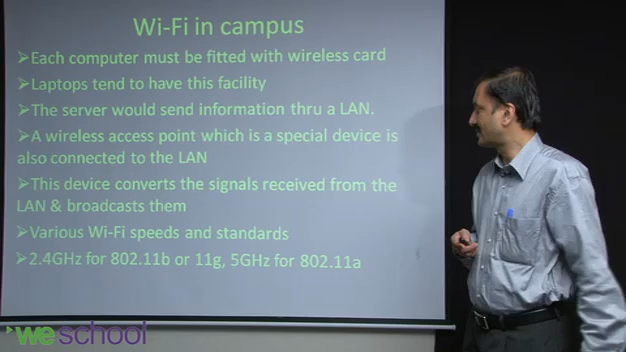 Wi-Fi in campus
➤Each computer must be fitted with wireless card
➤Laptops tend to have this facility
➤The server would send information thru a LAN.
➤A wireless access point which is a special device is
also connected to the LAN
➤This device converts the signals received from the
LAN & broadcasts them
➤Various Wi-Fi speeds and standards
➤2.4GHz for 802.11b or 11g, 5GHz for 802.11a
weschool